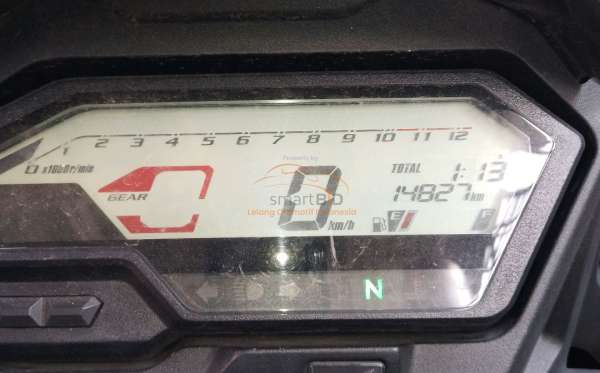 1 2 3 4 5 6 7 8 9 10 11 12
x1000r/min
GEAR
0
km/h
TOTAL 1:13
14827 km
E F
N
Powered by
smartBID
Lelang Otomotif Indonesia